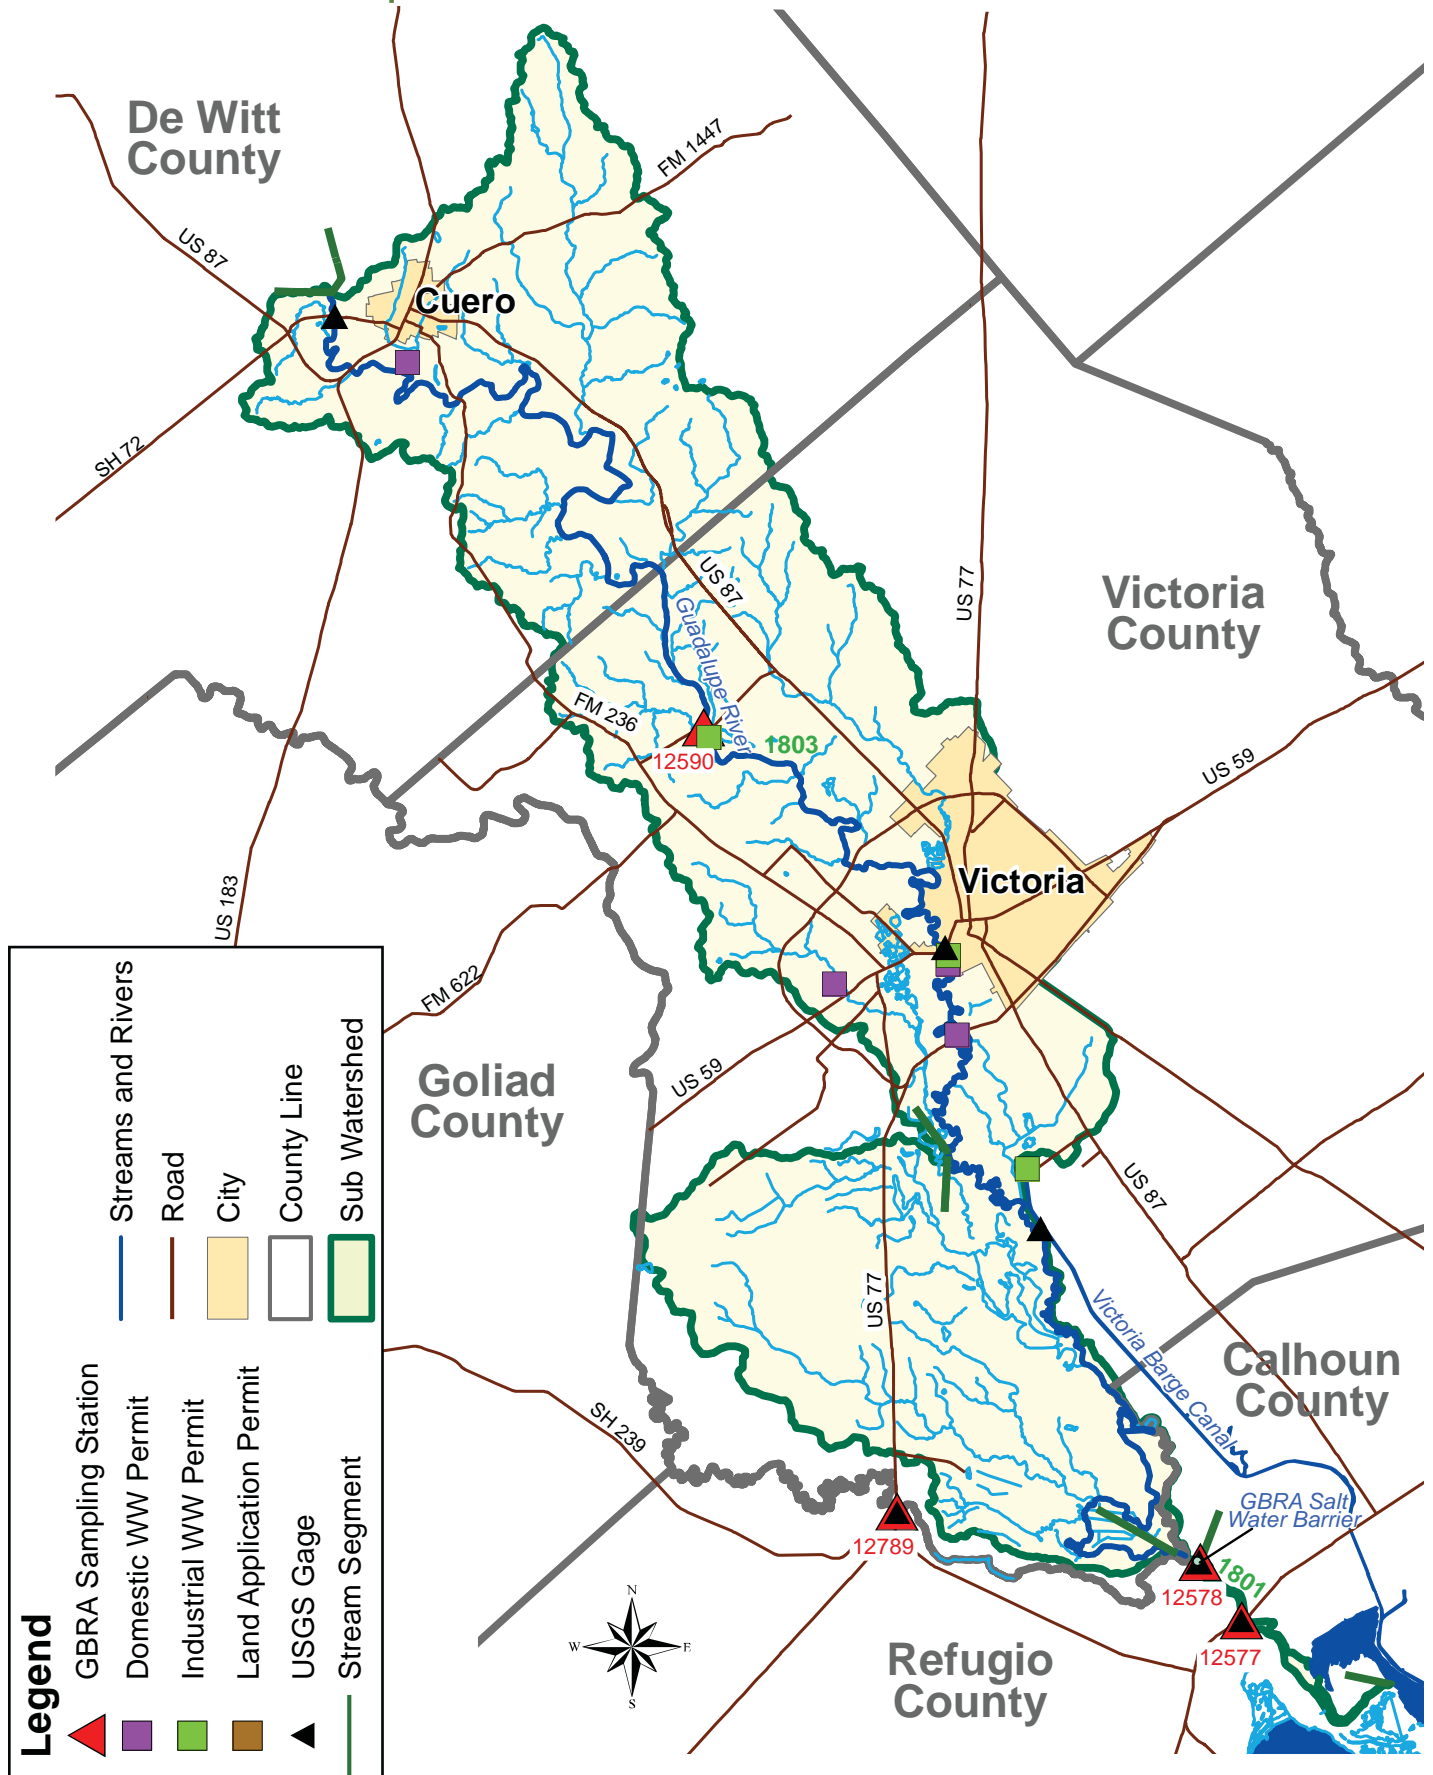 De Witt
County
FM 1447
US 87
Cuero
SH 72
US 87
US 77
Victoria
County
Guadalupe River
FM 236
12590
1803
US 59
Victoria
US 183
FM 622
Goliad
County
US 59
US 87
US 77
Victoria Barge Canal
Calhoun
County
SH 239
GBRA Salt
Water Barrier
12789
12578
1801
12577
Refugio
County
N
W
E
S
Legend
GBRA Sampling Station
Domestic WW Permit
Industrial WW Permit
Land Application Permit
USGS Gage
Stream Segment
Streams and Rivers
Road
City
County Line
Sub Watershed